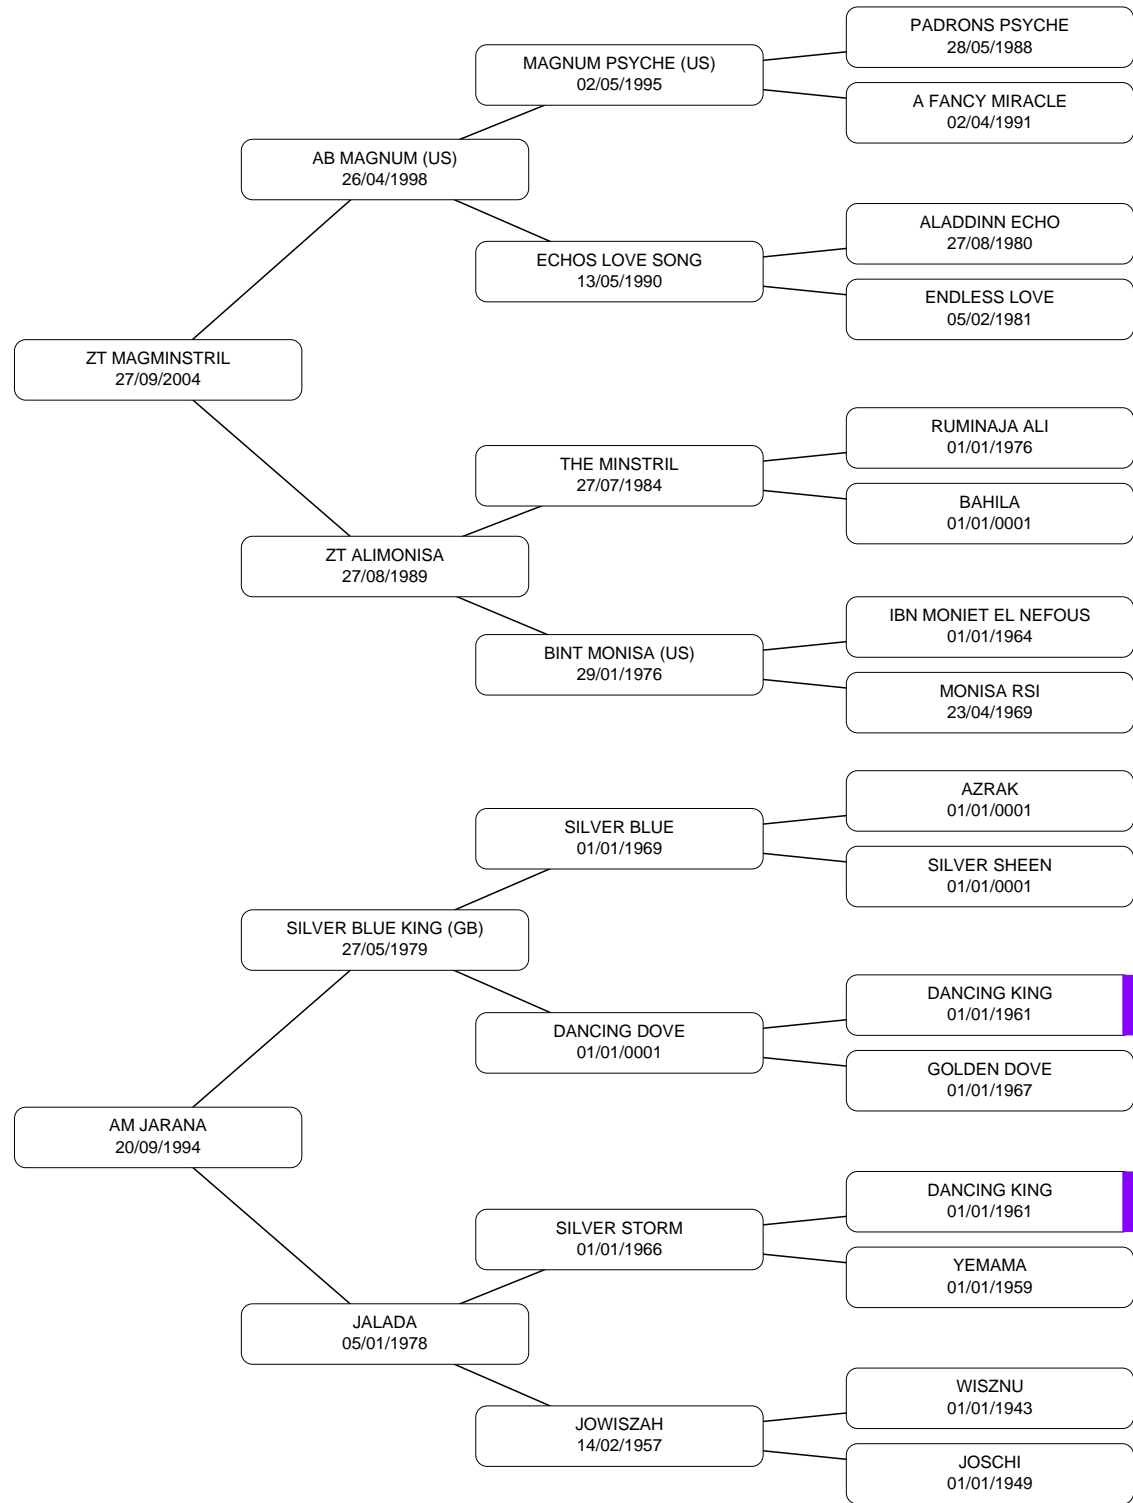 PADRONS PSYCHE
28/05/1988
MAGNUM PSYCHE (US)
02/05/1995
A FANCY MIRACLE
02/04/1991
AB MAGNUM (US)
26/04/1998
ALADDINN ECHO
27/08/1980
ECHOS LOVE SONG
13/05/1990
ENDLESS LOVE
05/02/1981
ZT MAGMINSTRIL
27/09/2004
RUMINAJA ALI
01/01/1976
THE MINSTRIL
27/07/1984
BAHILA
01/01/0001
ZT ALIMONISA
27/08/1989
IBN MONIET EL NEFOUS
01/01/1964
BINT MONISA (US)
29/01/1976
MONISA RSI
23/04/1969
AZRAK
01/01/0001
SILVER BLUE
01/01/1969
SILVER SHEEN
01/01/0001
SILVER BLUE KING (GB)
27/05/1979
DANCING KING
01/01/1961
DANCING DOVE
01/01/0001
GOLDEN DOVE
01/01/1967
AM JARANA
20/09/1994
DANCING KING
01/01/1961
SILVER STORM
01/01/1966
YEMAMA
01/01/1959
JALADA
05/01/1978
WISZNU
01/01/1943
JOWISZAH
14/02/1957
JOSCHI
01/01/1949